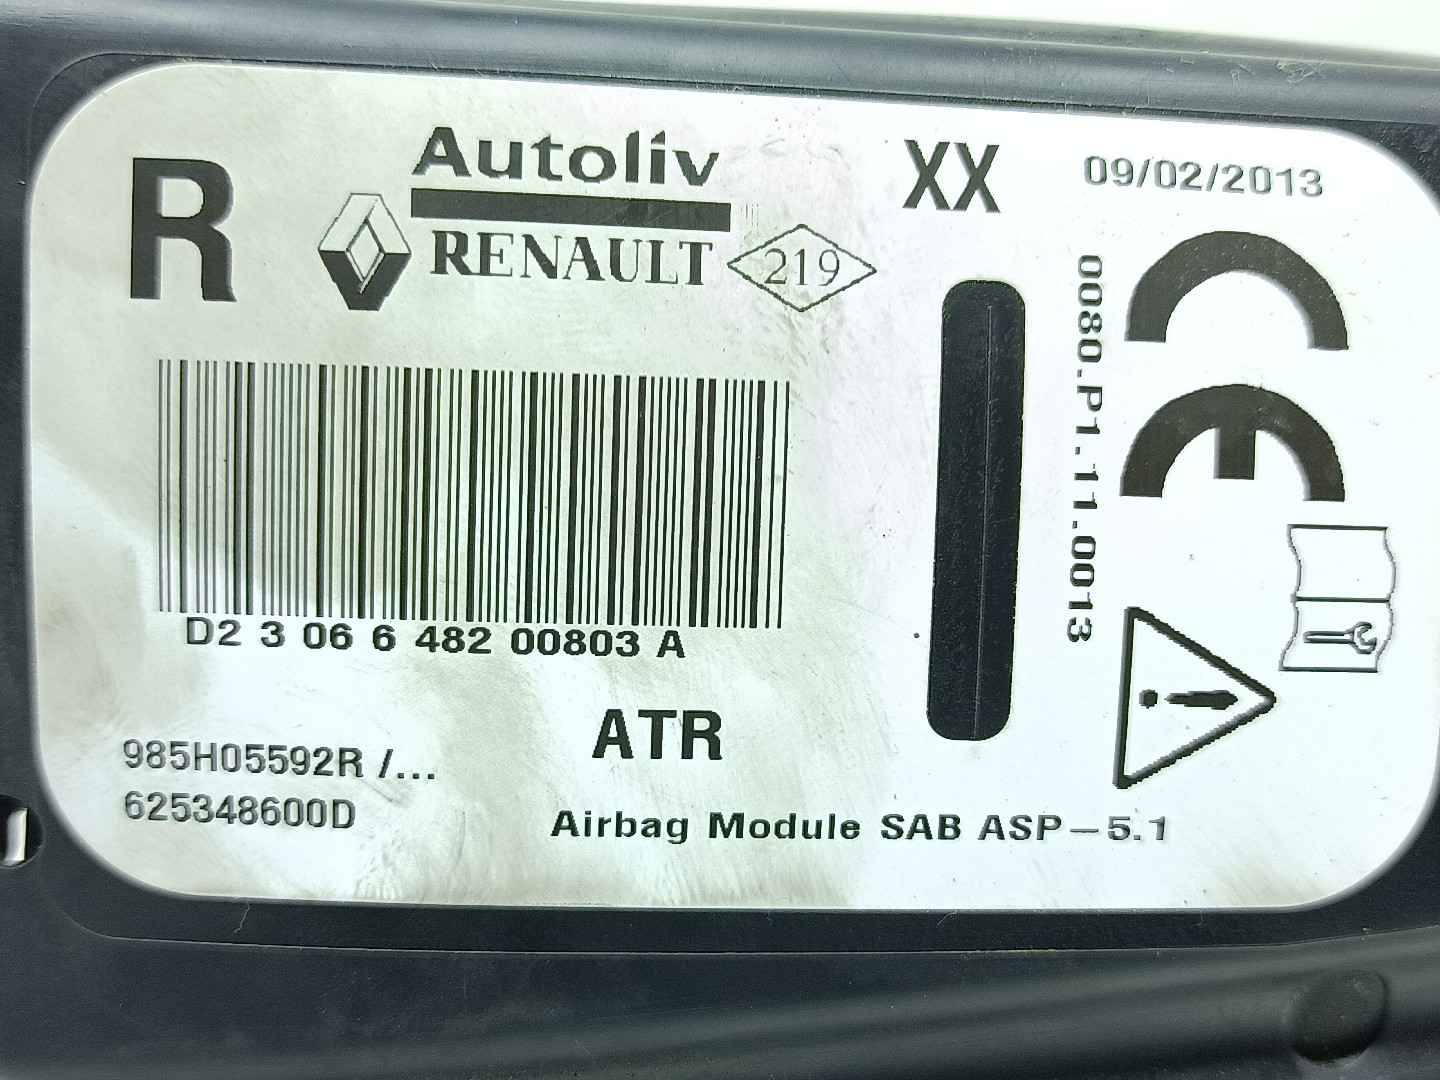 R
Autoliv
RENAULT
219
XX
09/02/2013
0080.P1.11.0013
D2 3 06 6 482 00803 A
ATR
985H05592R /...
625348600D
Airbag Module SAB ASP-5.1
CE